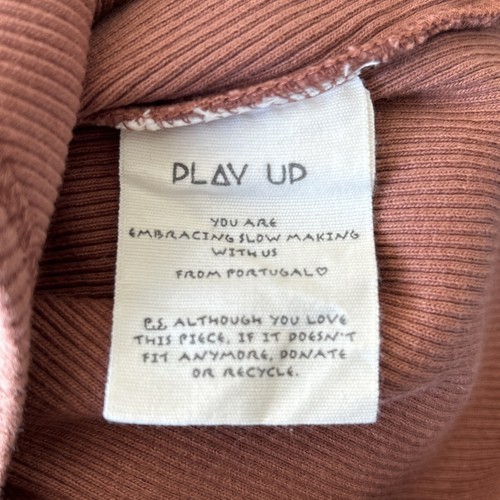 PLAY UP
YOU ARE
EMBRACING SLOW MAKING
WITH US
FROM PORTUGAL♡
P.S. ALTHOUGH YOU LOVE
THIS PIECE, IF IT DOESN'T
FIT ANYMORE, DONATE
OR RECYCLE.